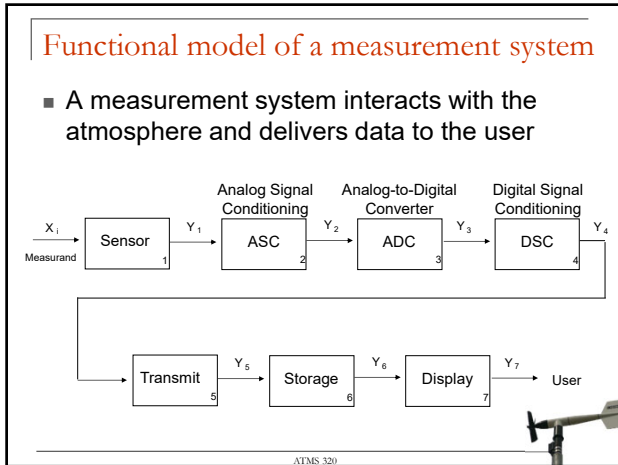 Functional model of a measurement system
■ A measurement system interacts with the
atmosphere and delivers data to the user
Analog Signal
Conditioning
Analog-to-Digital
Converter
Digital Signal
Conditioning
X i
Measurand
Sensor
1
Y 1
ASC
2
Y 2
ADC
3
Y 3
DSC
4
Y 4
Transmit
5
Y 5
Storage
6
Y 6
Display
7
Y 7
User
ATMS 320